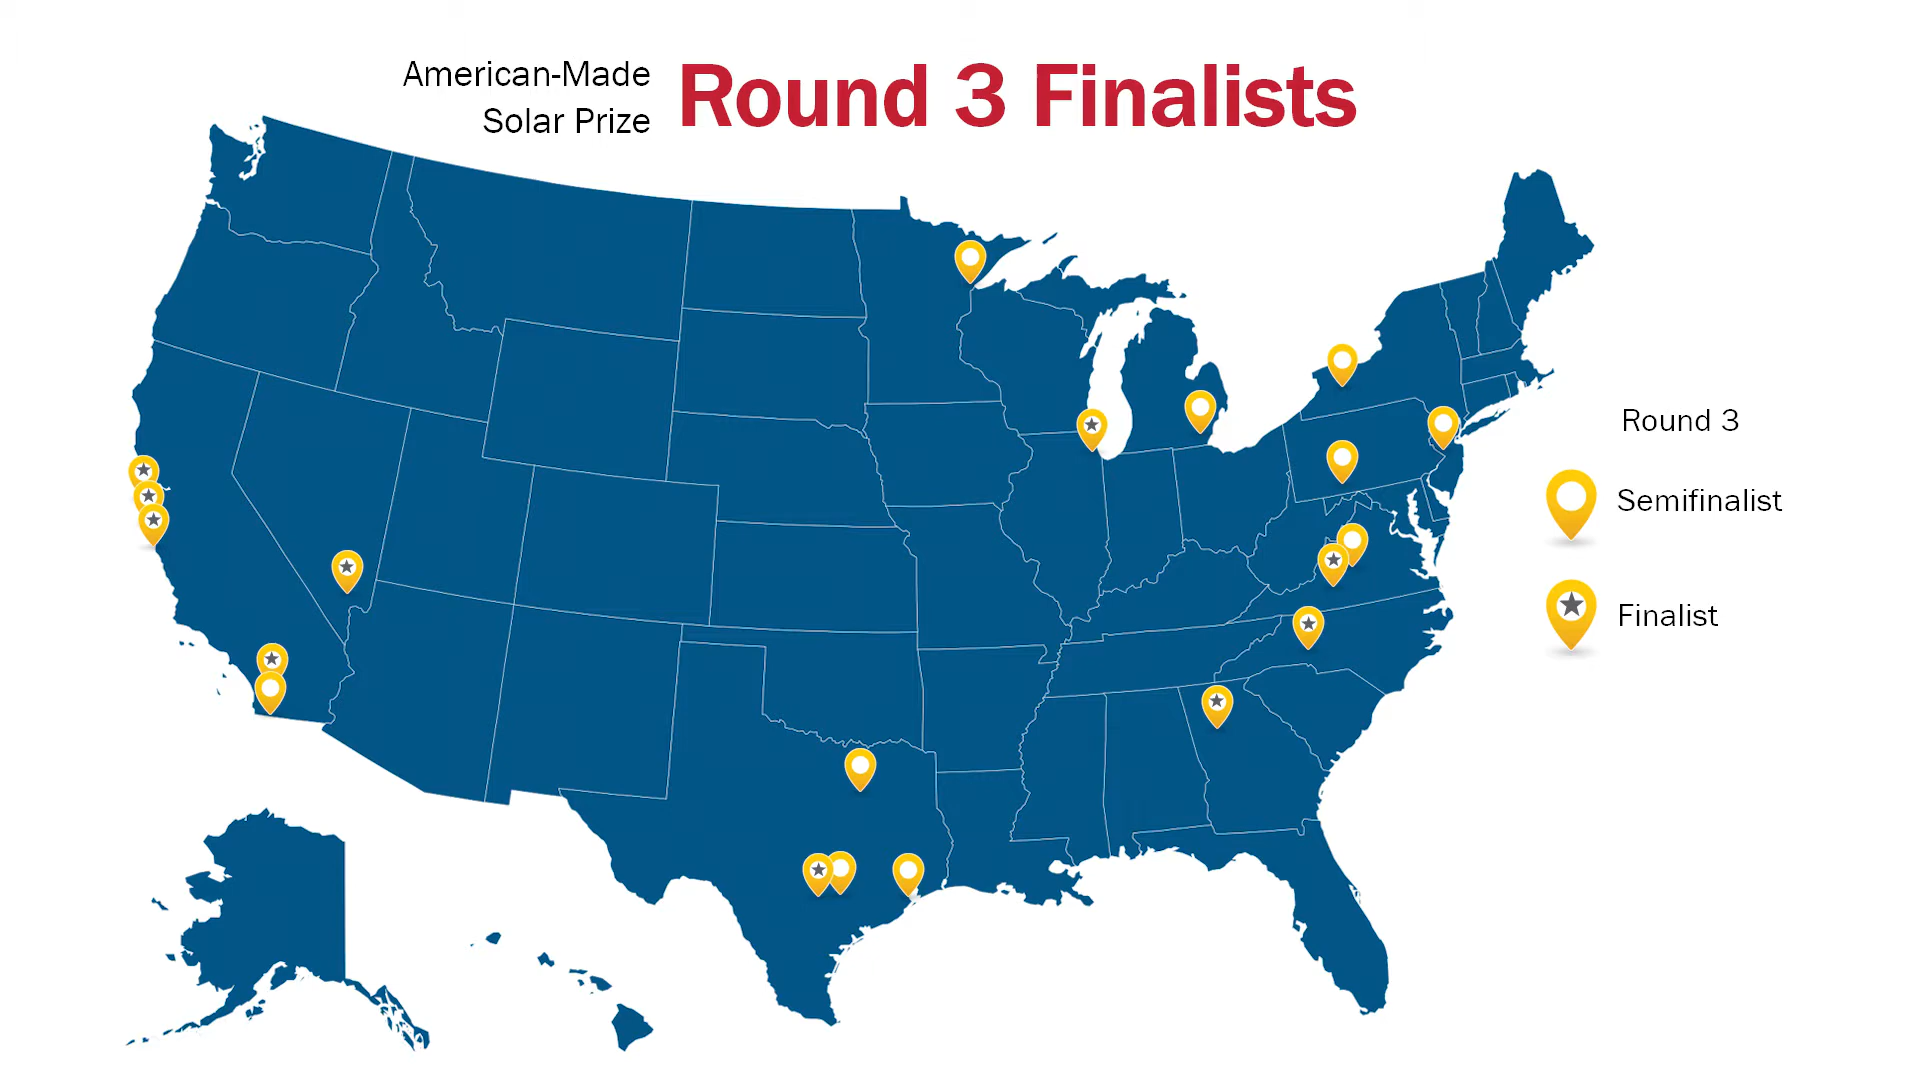 American-Made
Solar Prize
Round 3 Finalists
Round 3
Semifinalist
Finalist